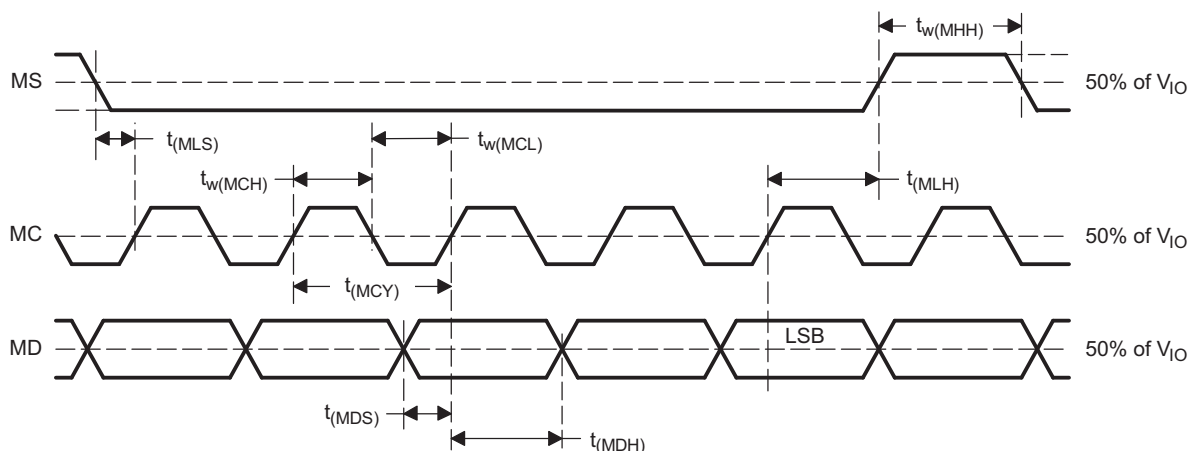 t_w(MHH)
MS
50% of V_IO
t_(MLS)
t_w(MCL)
t_w(MCH)
t_(MLH)
MC
50% of V_IO
t_(MCY)
MD
LSB
50% of V_IO
t_(MDS)
t_(MDH)